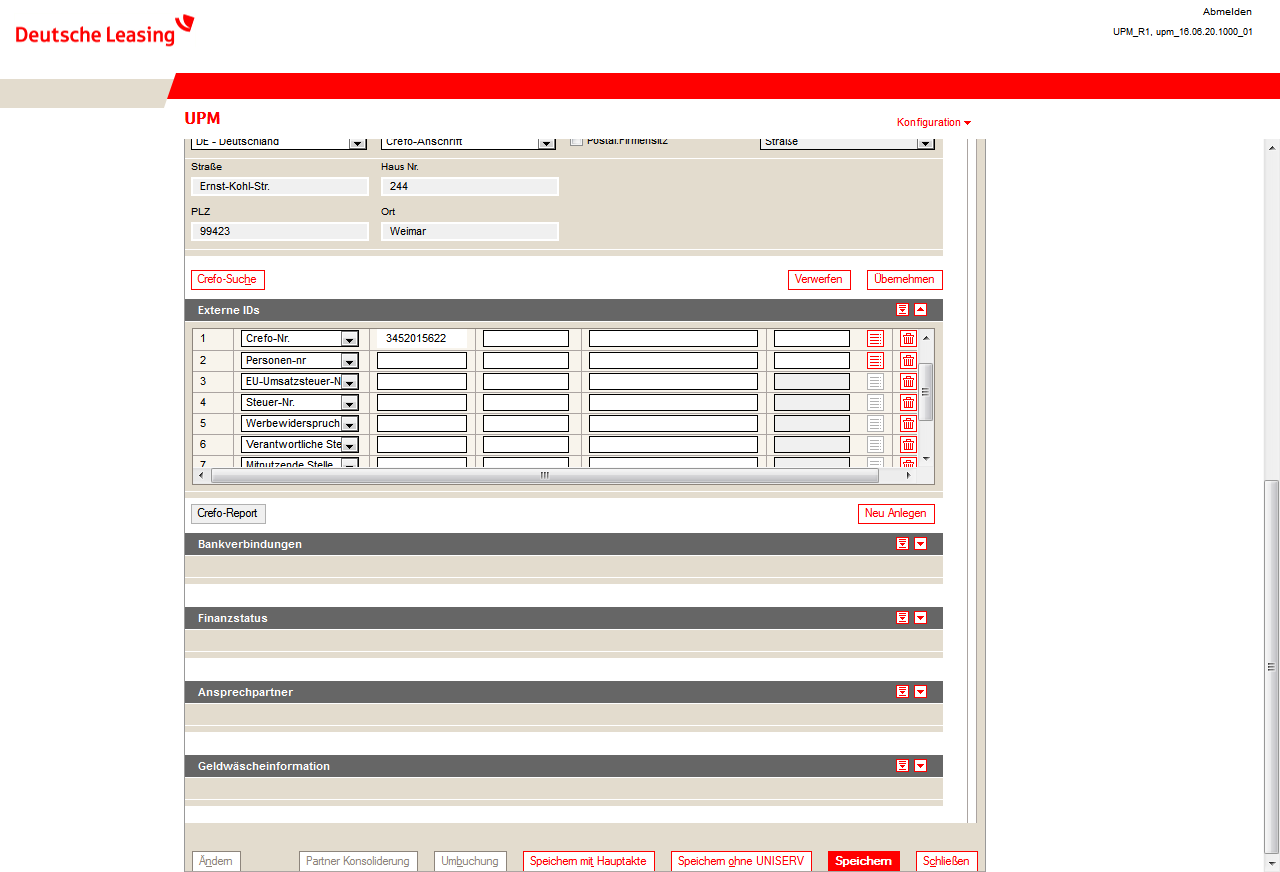 Deutsche Leasing
Abmelden
UPM_R1, upm_16.06.20.1000_01
UPM
Konfiguration
DE - Deutschland Crefo-Anschrift Postal.Firmensitz Straße
Straße Haus Nr.
Ernst-Kohl-Str. 244
PLZ Ort
99423 Weimar
Crefo-Suche Verwerfen Übernehmen
Externe IDs
1 Crefo-Nr. 3452015622
2 Personen-nr
3 EU-Umsatzsteuer-N
4 Steuer-Nr.
5 Werbewiderspruch
6 Verantwortliche Ste
7 Mitnutzende Stelle
Crefo-Report Neu Anlegen
Bankverbindungen
Finanzstatus
Ansprechpartner
Geldwäscheinformation
Ändern Partner Konsolidierung Umbuchung Speichern mit Hauptakte Speichern ohne UNISERV Speichern Schließen